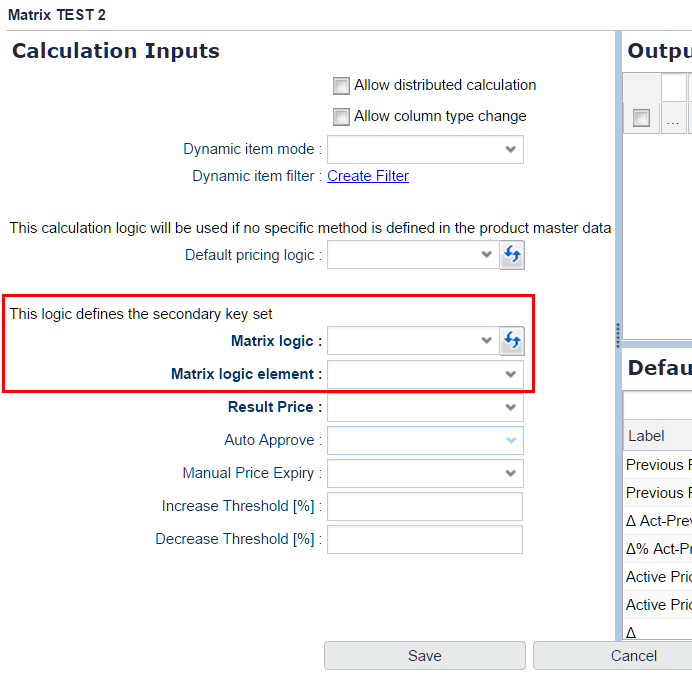 Matrix TEST 2
Calculation Inputs
Allow distributed calculation
Allow column type change
Dynamic item mode :
Dynamic item filter : Create Filter
This calculation logic will be used if no specific method is defined in the product master data
Default pricing logic :
This logic defines the secondary key set
Matrix logic :
Matrix logic element :
Result Price :
Auto Approve :
Manual Price Expiry :
Increase Threshold [%] :
Decrease Threshold [%] :
Save
Cancel
Outpu
...
Defau
Label
Previous P
Previous P
Δ Act-Prev
Δ% Act-P
Active Pric
Active Pric
Δ